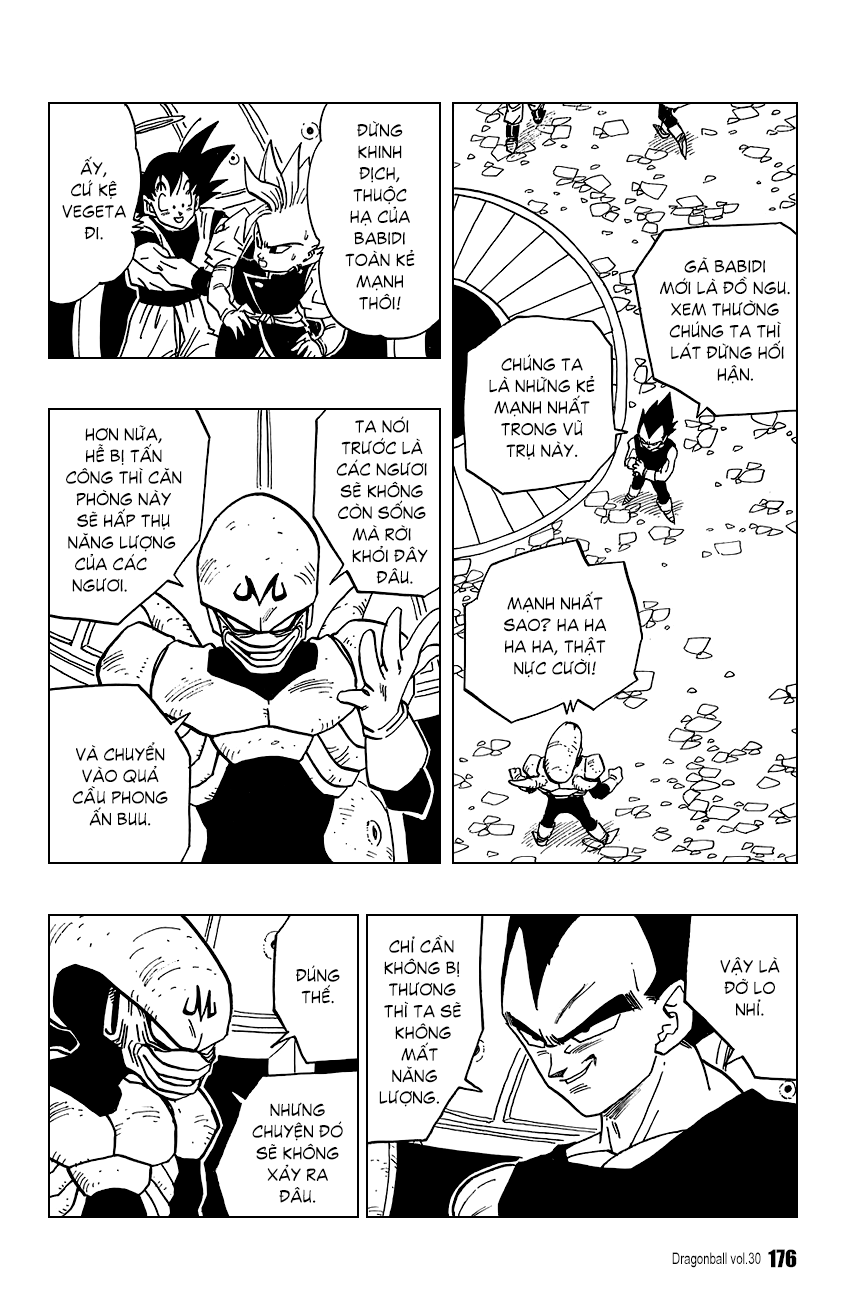 GÃ BABIDI
MỚI LÀ ĐỒ NGU.
XEM THƯỜNG
CHÚNG TA THÌ
LÁT ĐỪNG HỐI
HẬN.
CHÚNG TA
LÀ NHỮNG KẺ
MẠNH NHẤT
TRONG VŨ
TRỤ NÀY.
MẠNH NHẤT
SAO? HA HA
HA HA, THẬT
NỰC CƯỜI!
ĐỪNG
KHINH
ĐỊCH,
THUỘC
HẠ CỦA
BABIDI
TOÀN KẺ
MẠNH
THÔI!
ẤY,
CỨ KỆ
VEGETA
ĐI.
TA NÓI
TRƯỚC LÀ
CÁC NGƯƠI
SẼ KHÔNG
CÒN SỐNG
MÀ RỜI
KHỎI ĐÂY
ĐÂU.
HƠN NỮA,
HỄ BỊ TẤN
CÔNG THÌ CĂN
PHÒNG NÀY
SẼ HẤP THỤ
NĂNG LƯỢNG
CỦA CÁC
NGƯƠI.
VÀ CHUYỂN
VÀO QUẢ
CẦU PHONG
ẤN BUU.
VẬY LÀ
ĐỠ LO
NHỈ.
CHỈ CẦN
KHÔNG BỊ
THƯƠNG
THÌ TA SẼ
KHÔNG
MẤT
NĂNG
LƯỢNG.
ĐÚNG
THẾ.
NHƯNG
CHUYỆN ĐÓ
SẼ KHÔNG
XẢY RA
ĐÂU.
Dragonball vol.30 176